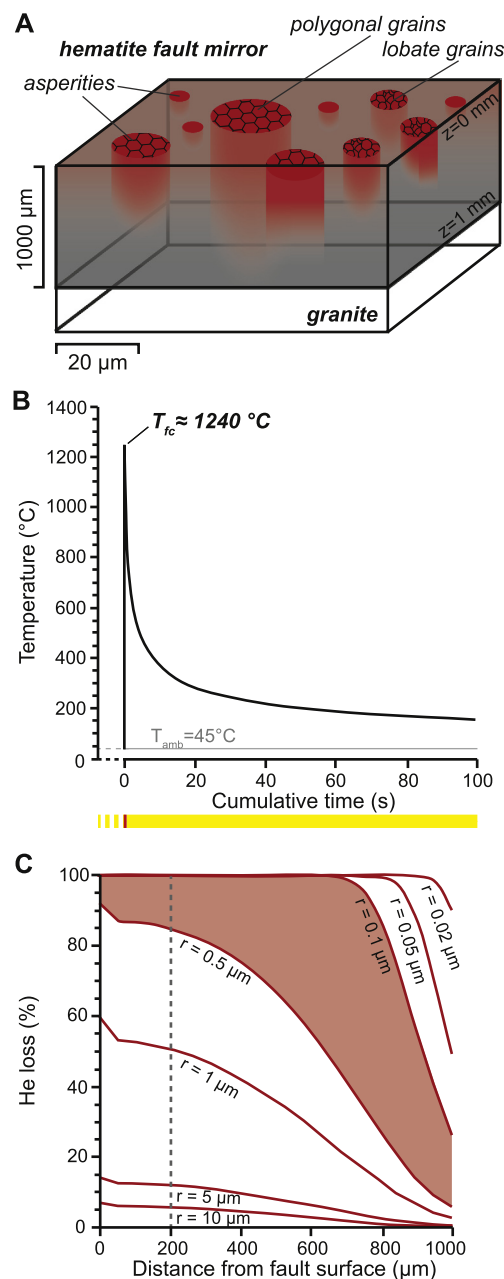 A
hematite fault mirror
polygonal grains
lobate grains
asperities
z=0 mm
z=1 mm
1000 µm
granite
20 µm
B
T_fc ≈ 1240 °C
1400
1200
1000
800
600
400
200
0
Temperature (°C)
T_amb=45°C
0 20 40 60 80 100
Cumulative time (s)
C
100
80
60
40
20
0
He loss (%)
r = 0.02 µm
r = 0.05 µm
r = 0.1 µm
r = 0.5 µm
r = 1 µm
r = 5 µm
r = 10 µm
0 200 400 600 800 1000
Distance from fault surface (µm)